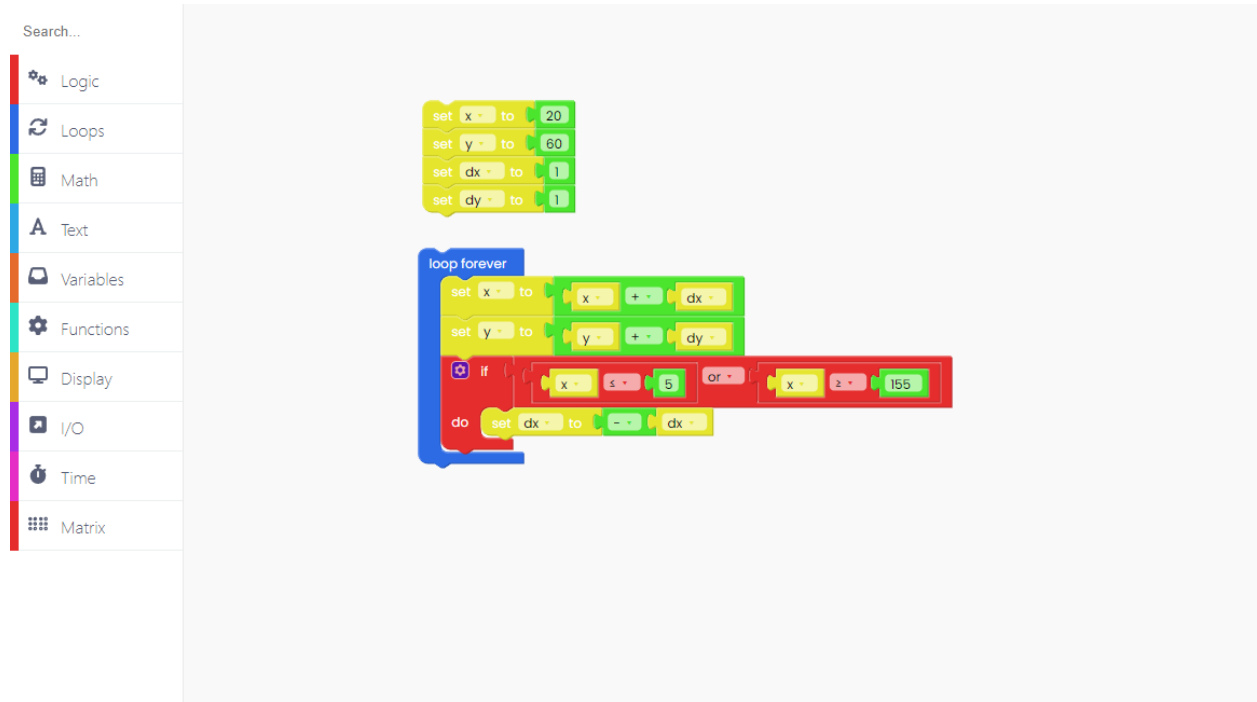 Search...
Logic
Loops
Math
Text
Variables
Functions
Display
I/O
Time
Matrix
set x to 20
set y to 60
set dx to 1
set dy to 1
loop forever
set x to x + dx
set y to y + dy
if x ≤ 5 or x ≥ 155
do set dx to - dx